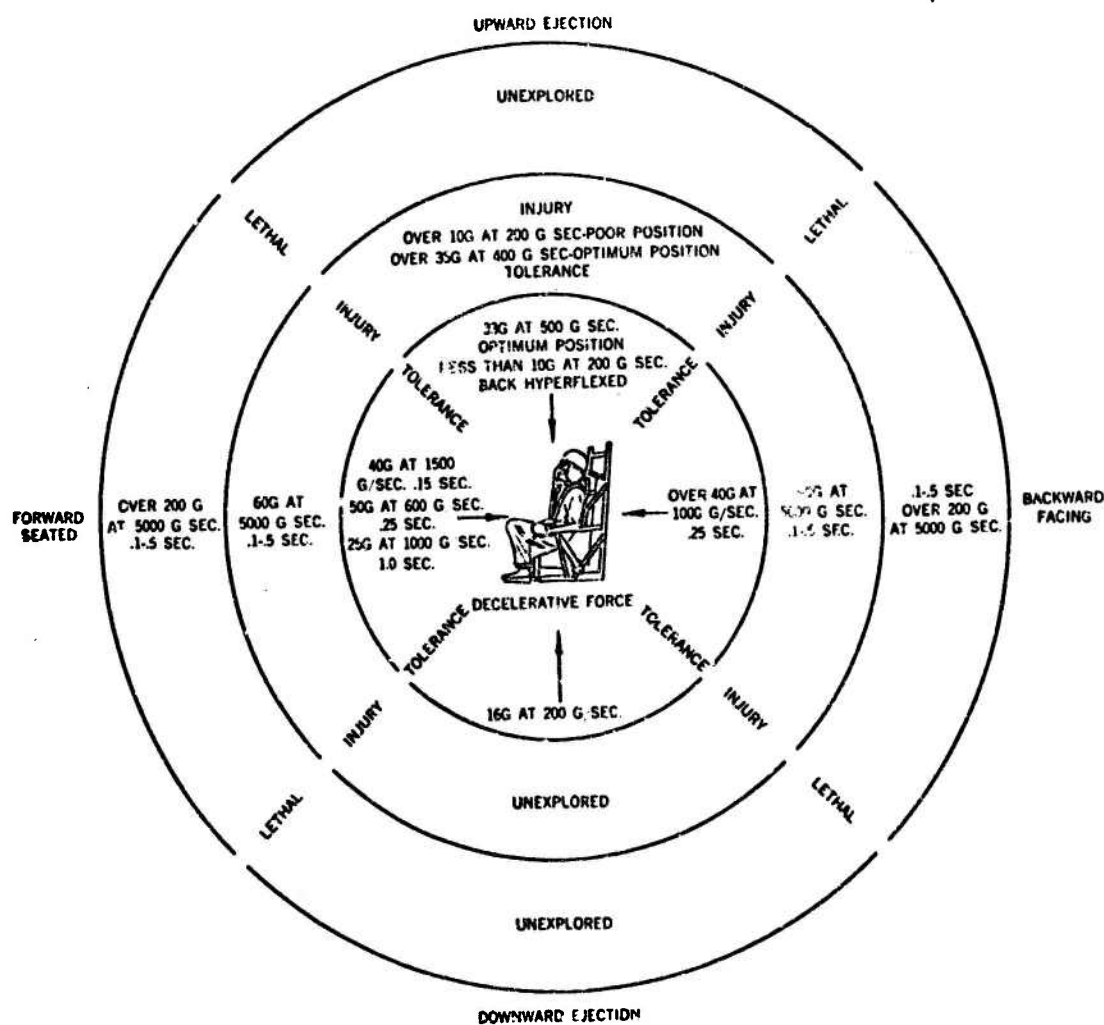 UPWARD EJECTION
UNEXPLORED
LETHAL
LETHAL
INJURY
OVER 10G AT 200 G SEC-POOR POSITION
OVER 35G AT 400 G SEC-OPTIMUM POSITION
TOLERANCE
INJURY
INJURY
33G AT 500 G SEC.
OPTIMUM POSITION
LESS THAN 10G AT 200 G SEC.
BACK HYPERFLEXED
TOLERANCE
TOLERANCE
FORWARD
SEATED
OVER 200 G
AT 5000 G SEC.
.1-.5 SEC.
60G AT
5000 G SEC.
.1-.5 SEC.
40G AT 1500
G/SEC. .15 SEC.
50G AT 600 G SEC.
.25 SEC.
25G AT 1000 G SEC.
1.0 SEC.
OVER 40G AT
100G G/SEC.
.25 SEC.
AT
G SEC.
SEC.
.1-.5 SEC
OVER 200 G
AT 5000 G SEC.
BACKWARD
FACING
DECELERATIVE FORCE
TOLERANCE
TOLERANCE
16G AT 200 G/SEC.
INJURY
INJURY
UNEXPLORED
LETHAL
LETHAL
UNEXPLORED
DOWNWARD EJECTION